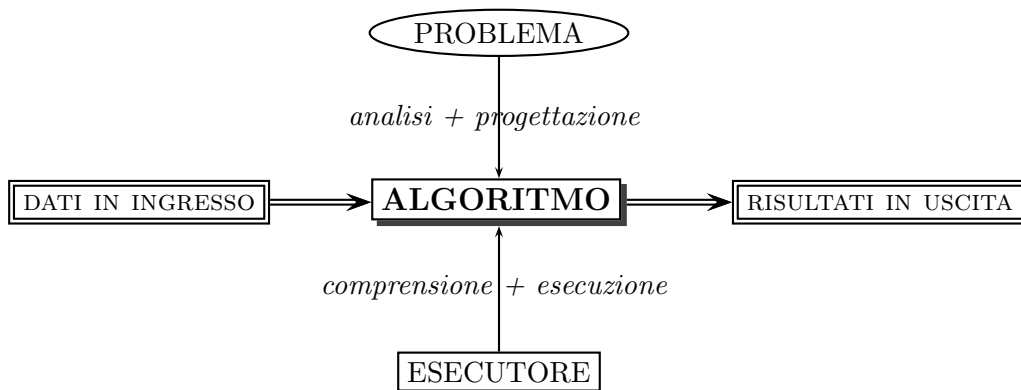 PROBLEMA
analisi + progettazione
DATI IN INGRESSO
ALGORITMO
RISULTATI IN USCITA
comprensione + esecuzione
ESECUTORE